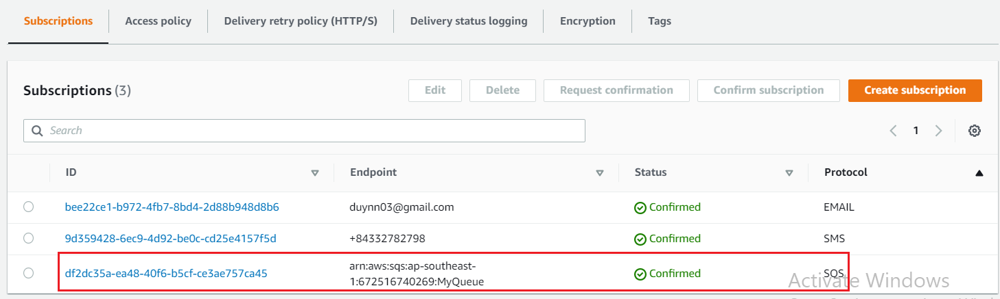 Subscriptions Access policy Delivery retry policy (HTTP/S) Delivery status logging Encryption Tags
Subscriptions (3) Edit Delete Request confirmation Confirm subscription Create subscription
Search 1
ID Endpoint Status Protocol
bee22ce1-b972-4fb7-8bd4-2d88b948d8b6 duynn03@gmail.com Confirmed EMAIL
9d359428-6ec9-4d92-be0c-cd25e4157f5d +84332782798 Confirmed SMS
df2dc35a-ea48-40f6-b5cf-ce3ae757ca45 arn:aws:sqs:ap-southeast-
1:672516740269:MyQueue Confirmed SQS
Activate Windows